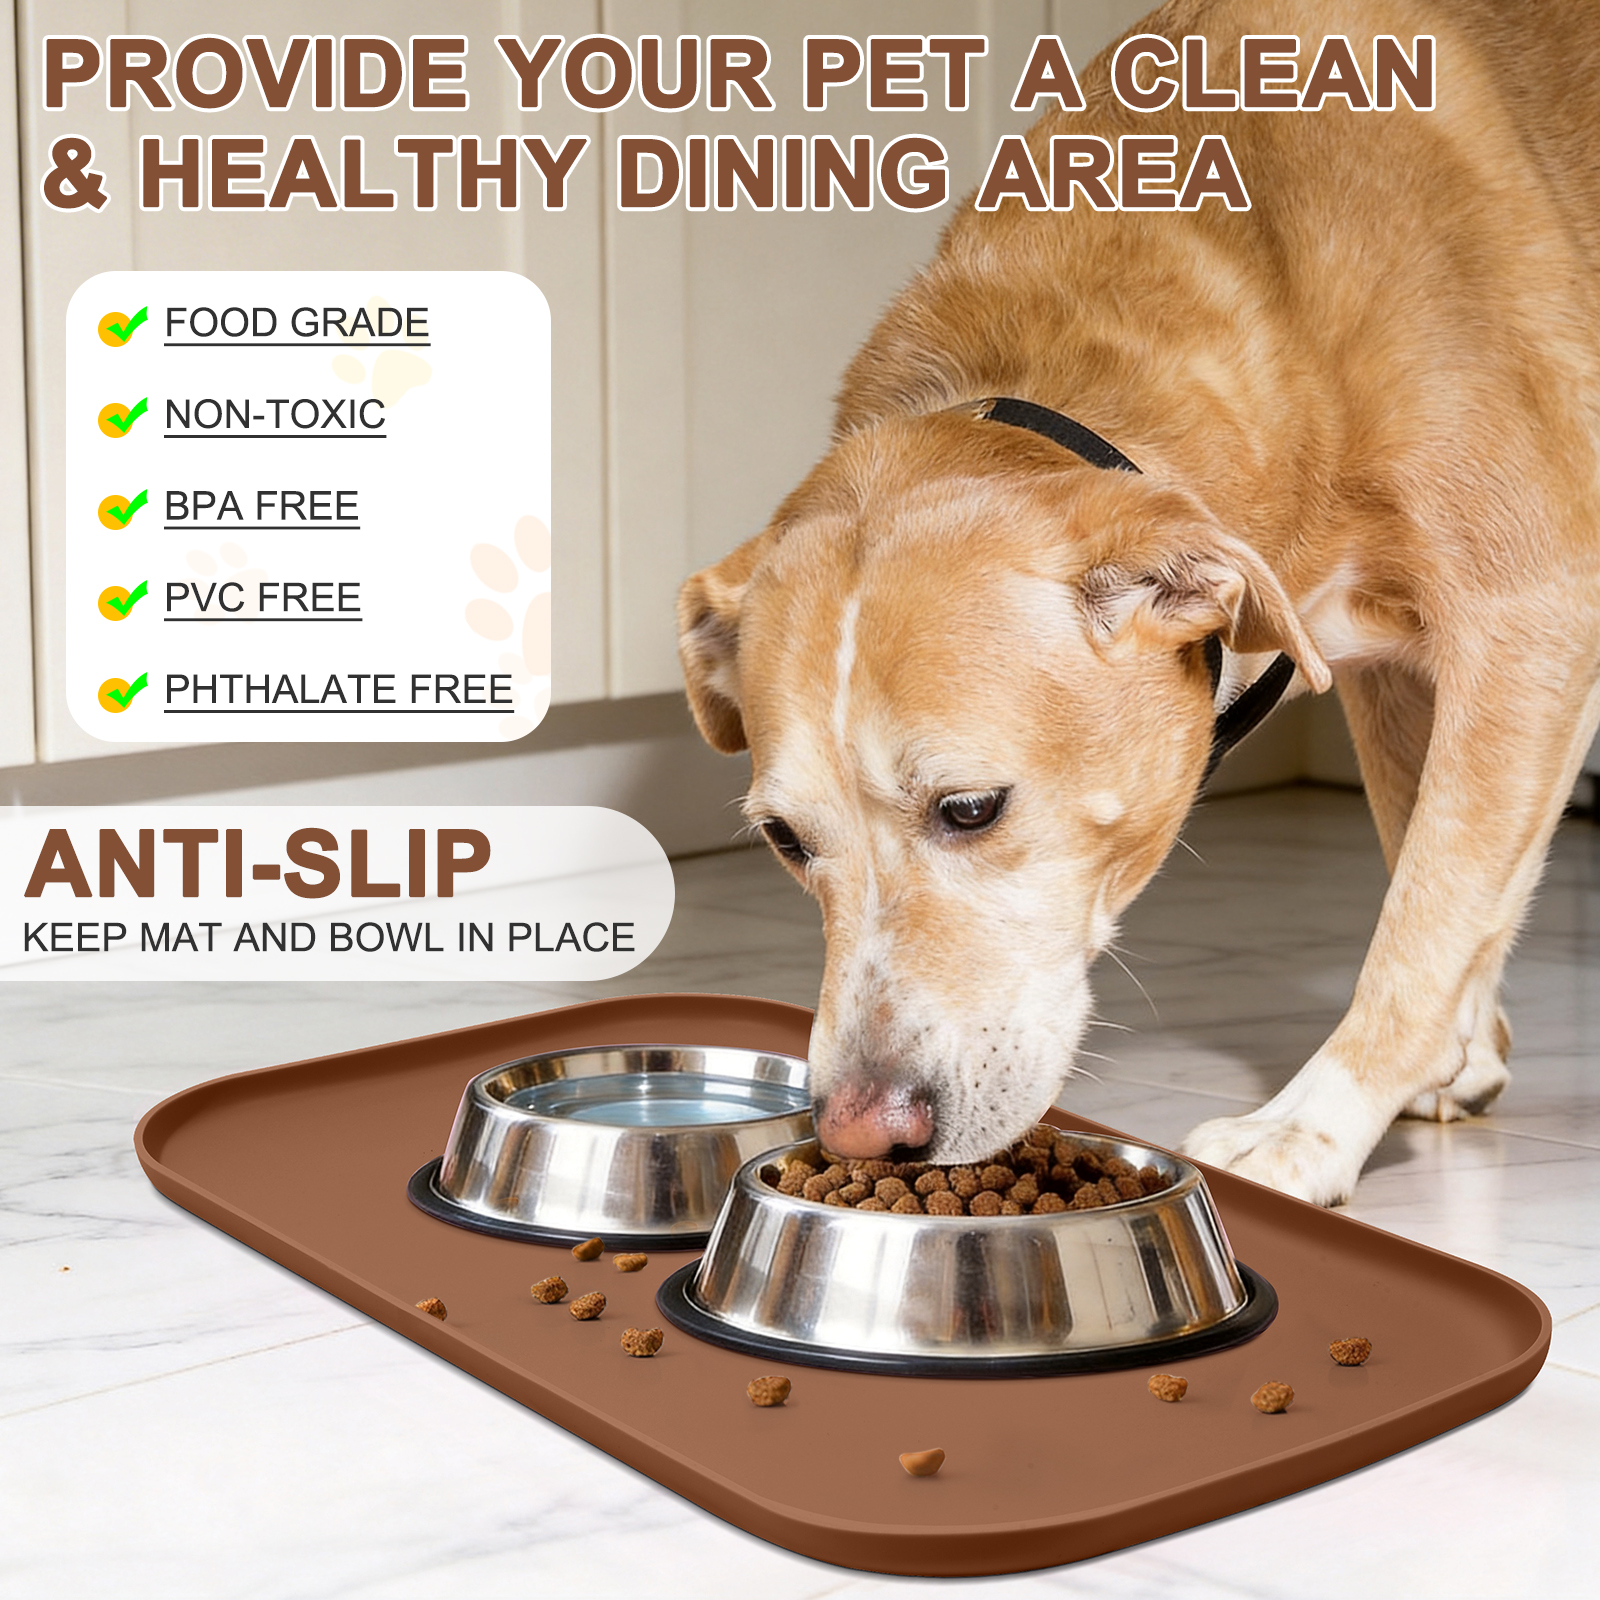 PROVIDE YOUR PET A CLEAN
& HEALTHY DINING AREA
FOOD GRADE
NON-TOXIC
BPA FREE
PVC FREE
PHTHALATE FREE
ANTI-SLIP
KEEP MAT AND BOWL IN PLACE